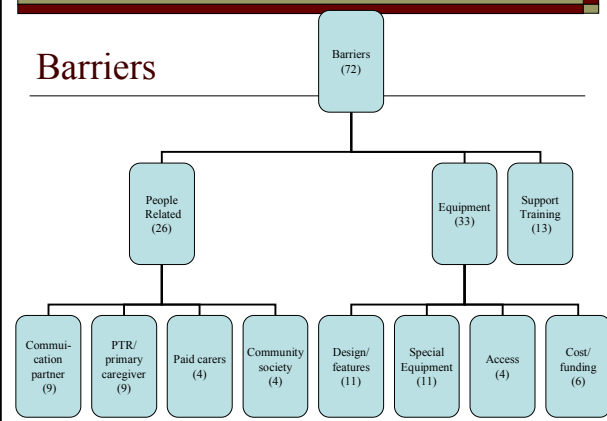 Barriers
Barriers
(72)
People
Related
(26)
Equipment
(33)
Support
Training
(13)
Commui-
cation
partner
(9)
PTR/
primary
caregiver
(9)
Paid carers
(4)
Community
society
(4)
Design/
features
(11)
Special
Equipment
(11)
Access
(4)
Cost/
funding
(6)